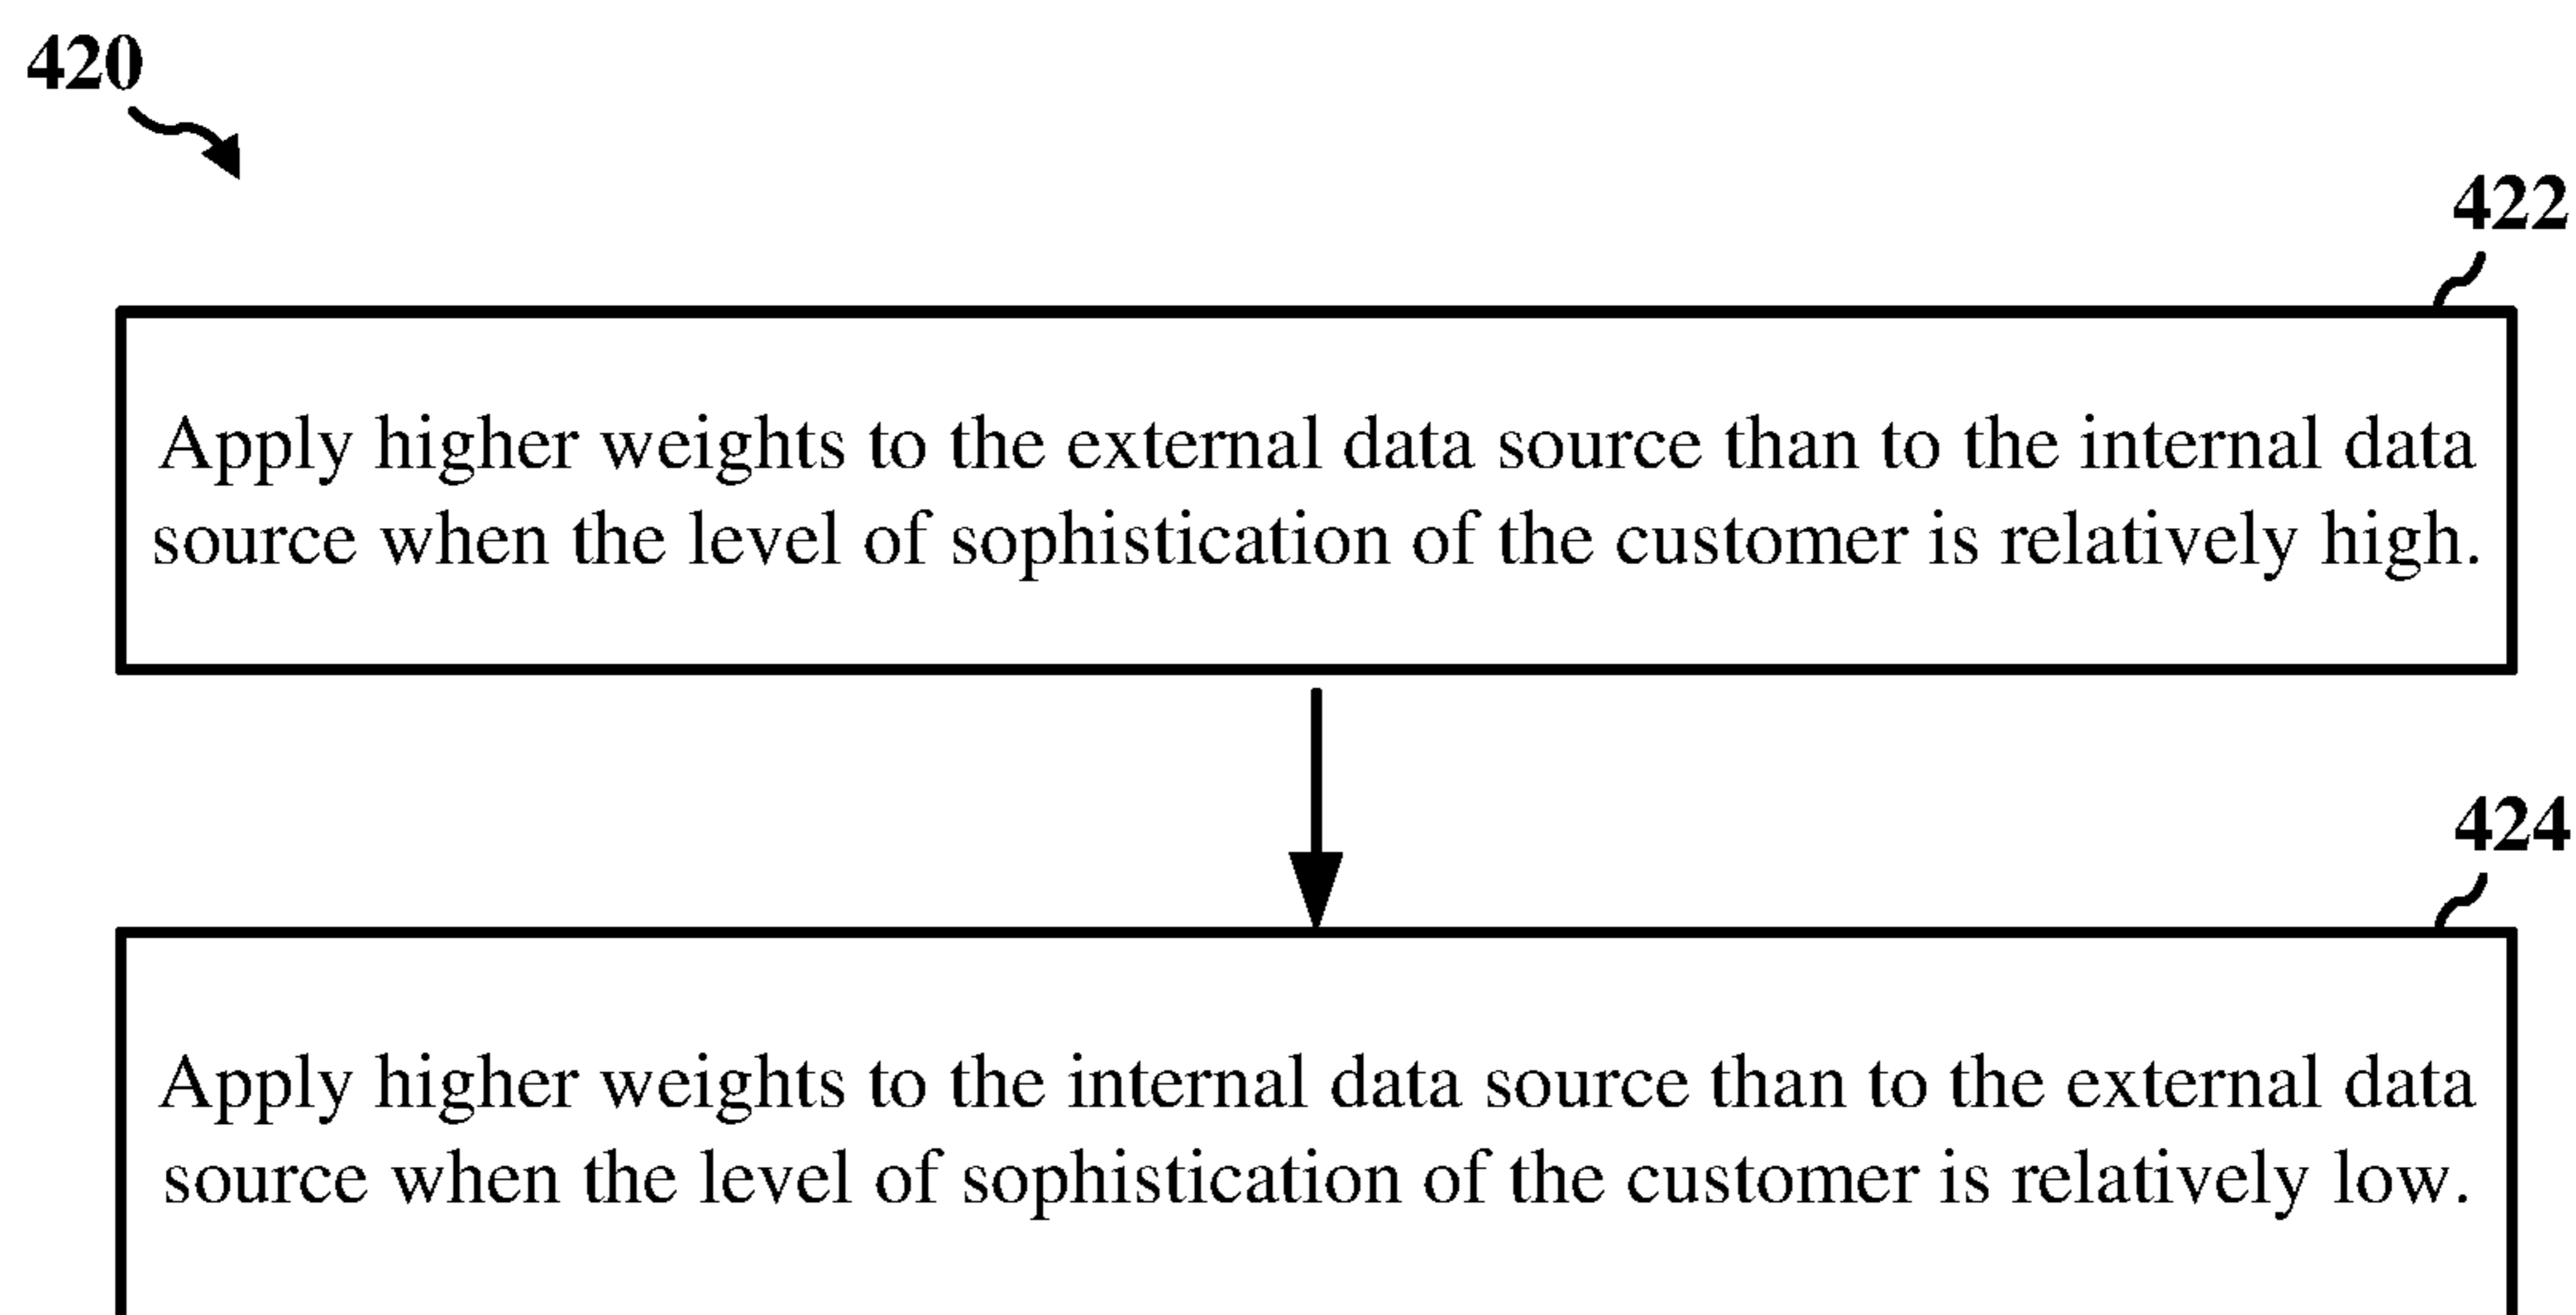 420
422
Apply higher weights to the external data source than to the internal data
source when the level of sophistication of the customer is relatively high.
424
Apply higher weights to the internal data source than to the external data
source when the level of sophistication of the customer is relatively low.